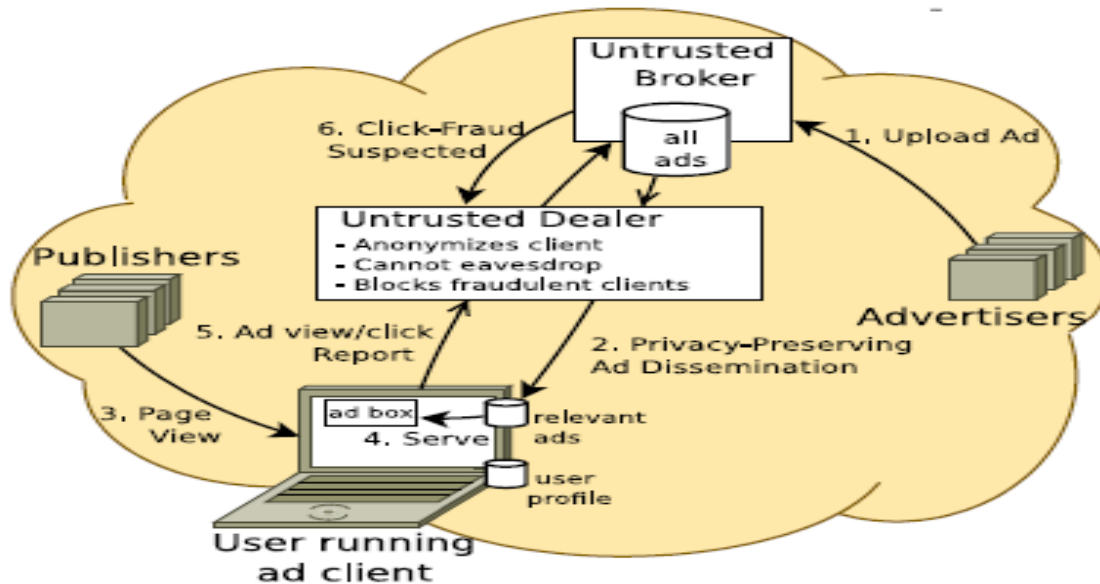 Untrusted
Broker
all
ads
6. Click-Fraud
Suspected
1. Upload Ad
Untrusted Dealer
- Anonymizes client
- Cannot eavesdrop
- Blocks fraudulent clients
Publishers
Advertisers
5. Ad view/click
Report
2. Privacy-Preserving
Ad Dissemination
3. Page
View
ad box
4. Serve
relevant
ads
user
profile
User running
ad client